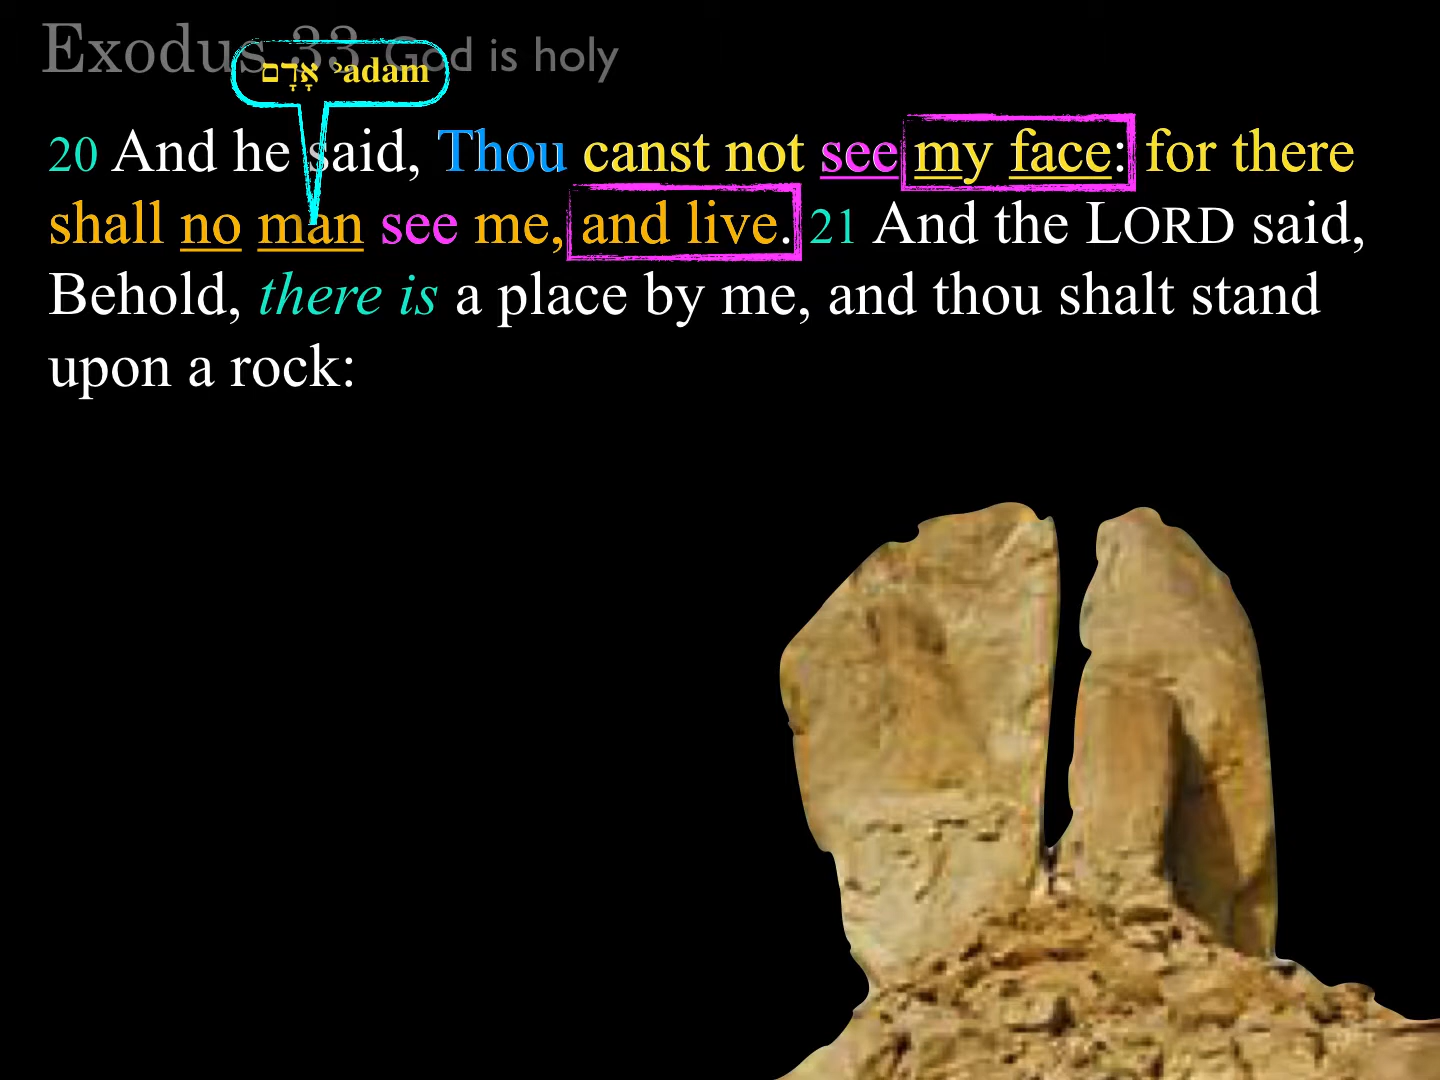 Exodus 33 God is holy
אָדָם ʾadam
20 And he said, Thou canst not see my face: for there
shall no man see me, and live. 21 And the LORD said,
Behold, there is a place by me, and thou shalt stand
upon a rock: